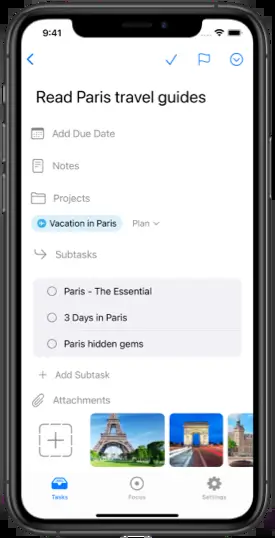 9:41
Read Paris travel guides
Add Due Date
Notes
Projects
Vacation in Paris Plan
Subtasks
Paris - The Essential
3 Days in Paris
Paris hidden gems
Add Subtask
Attachments
Tasks Focus Settings